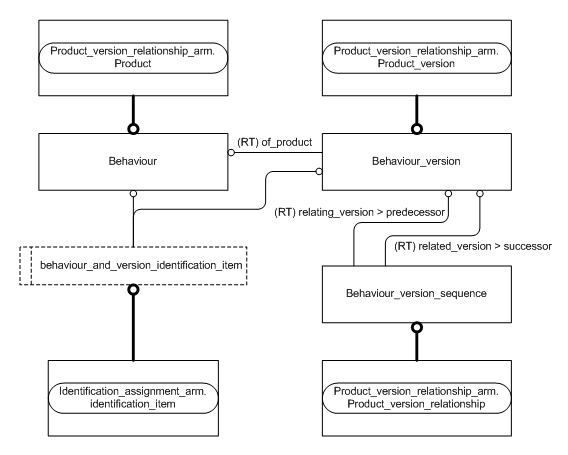 Product_version_relationship_arm.
Product
Product_version_relationship_arm.
Product_version
(RT) of_product
Behaviour
Behaviour_version
(RT) relating_version > predecessor
(RT) related_version > successor
behaviour_and_version_identification_item
Behaviour_version_sequence
Identification_assignment_arm.
identification_item
Product_version_relationship_arm.
Product_version_relationship